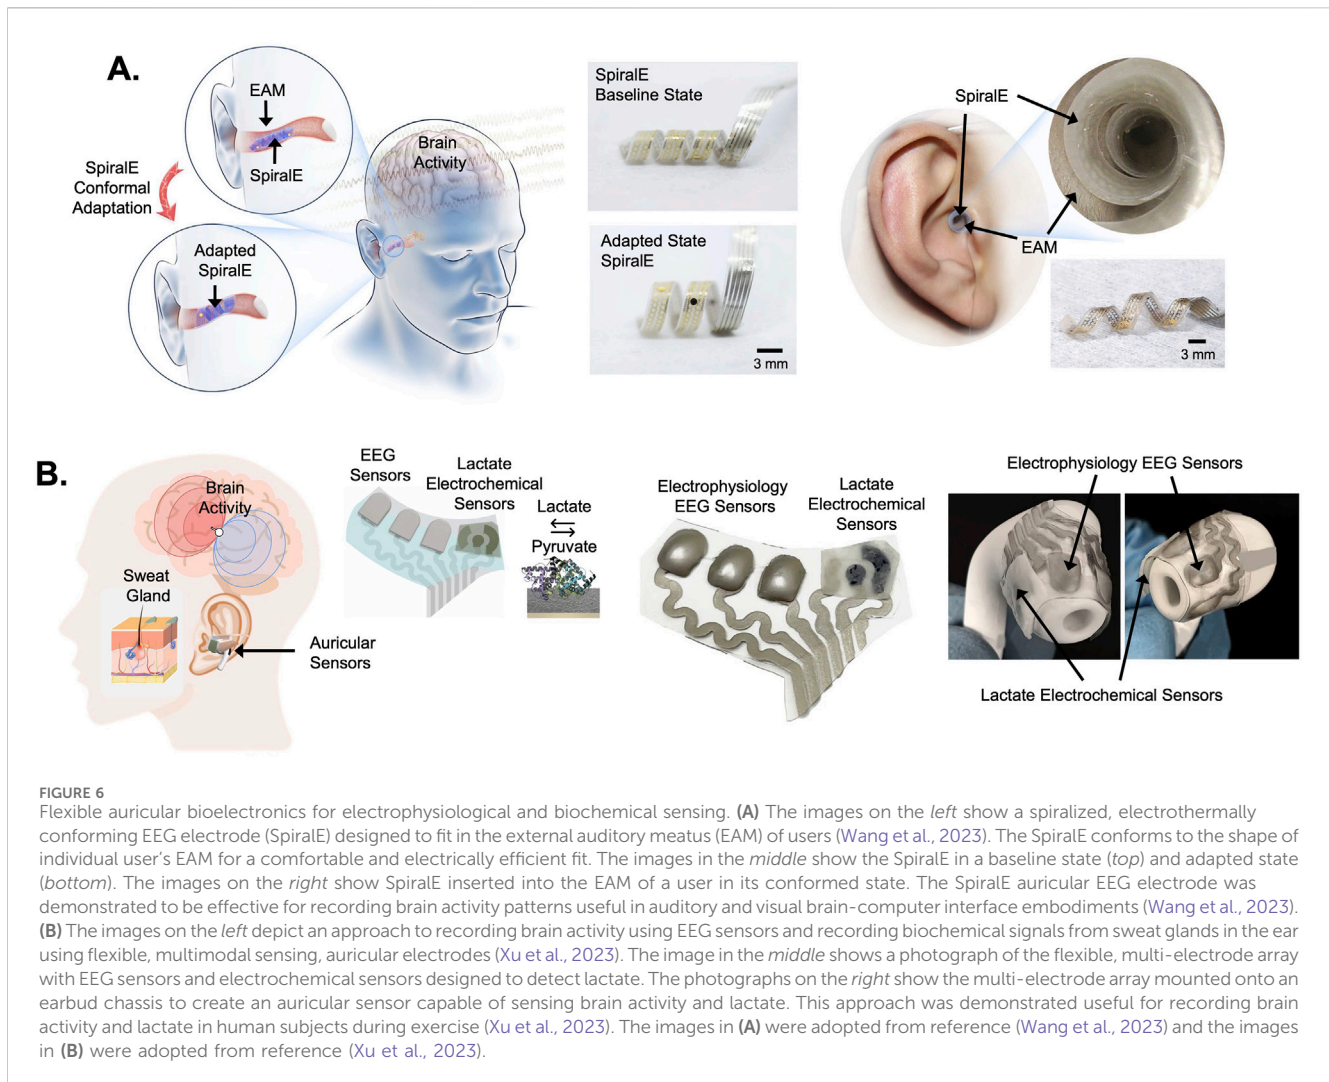 A.
EAM
SpiralE
SpiralE
Conformal
Adaptation
Adapted
SpiralE
Brain
Activity
SpiralE
Baseline State
Adapted State
SpiralE
3 mm
SpiralE
EAM
3 mm
B.
Brain
Activity
Sweat
Gland
Auricular
Sensors
EEG
Sensors
Lactate
Electrochemical
Sensors
Lactate
Pyruvate
Electrophysiology
EEG Sensors
Lactate
Electrochemical
Sensors
Electrophysiology EEG Sensors
Lactate Electrochemical Sensors
FIGURE 6
Flexible auricular bioelectronics for electrophysiological and biochemical sensing. (A) The images on the left show a spiralized, electrothermally
conforming EEG electrode (SpiralE) designed to fit in the external auditory meatus (EAM) of users (Wang et al., 2023). The SpiralE conforms to the shape of
individual user's EAM for a comfortable and electrically efficient fit. The images in the middle show the SpiralE in a baseline state (top) and adapted state
(bottom). The images on the right show SpiralE inserted into the EAM of a user in its conformed state. The SpiralE auricular EEG electrode was
demonstrated to be effective for recording brain activity patterns useful in auditory and visual brain-computer interface embodiments (Wang et al., 2023).
(B) The images on the left depict an approach to recording brain activity using EEG sensors and recording biochemical signals from sweat glands in the ear
using flexible, multimodal sensing, auricular electrodes (Xu et al., 2023). The image in the middle shows a photograph of the flexible, multi-electrode array
with EEG sensors and electrochemical sensors designed to detect lactate. The photographs on the right show the multi-electrode array mounted onto an
earbud chassis to create an auricular sensor capable of sensing brain activity and lactate. This approach was demonstrated useful for recording brain
activity and lactate in human subjects during exercise (Xu et al., 2023). The images in (A) were adopted from reference (Wang et al., 2023) and the images
in (B) were adopted from reference (Xu et al., 2023).